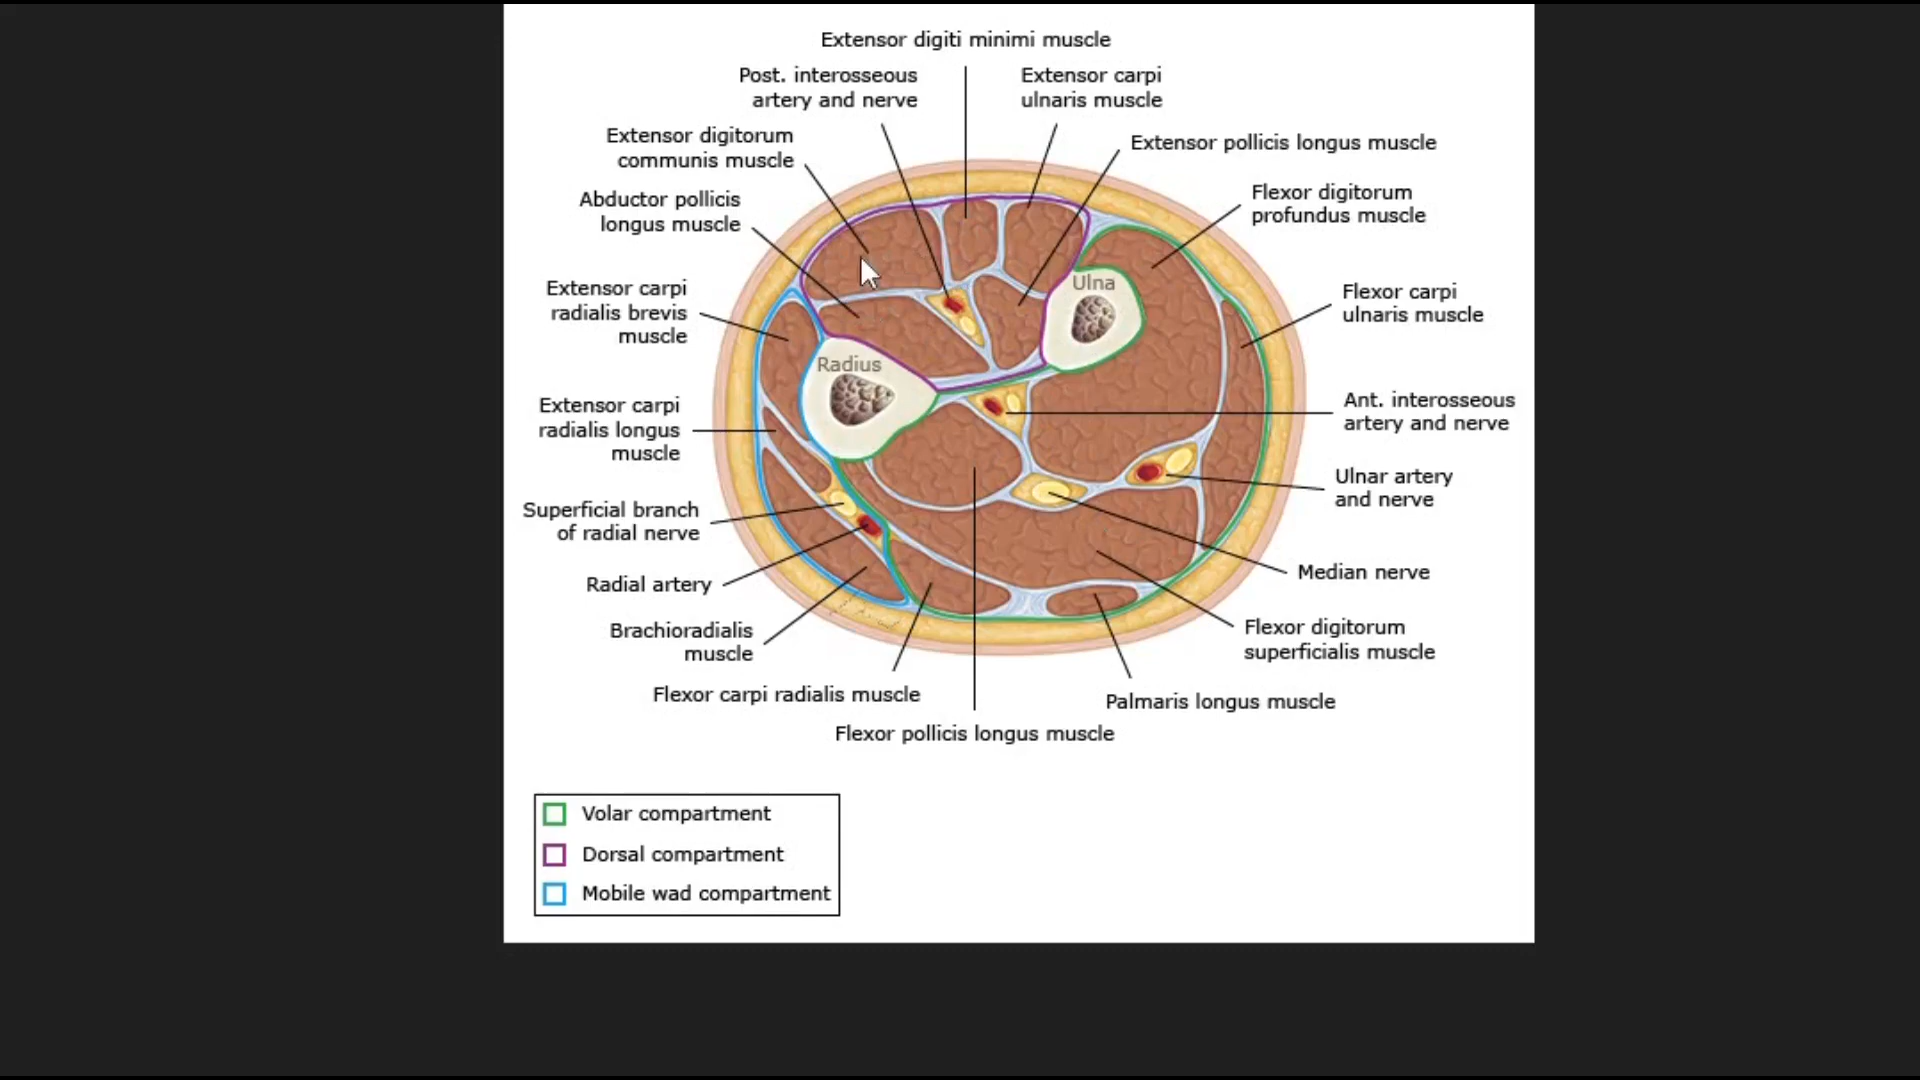 Extensor digiti minimi muscle
Post. interosseous
artery and nerve
Extensor carpi
ulnaris muscle
Extensor digitorum
communis muscle
Extensor pollicis longus muscle
Abductor pollicis
longus muscle
Flexor digitorum
profundus muscle
Extensor carpi
radialis brevis
muscle
Ulna
Flexor carpi
ulnaris muscle
Radius
Extensor carpi
radialis longus
muscle
Ant. interosseous
artery and nerve
Ulnar artery
and nerve
Superficial branch
of radial nerve
Radial artery
Median nerve
Brachioradialis
muscle
Flexor digitorum
superficialis muscle
Flexor carpi radialis muscle
Palmaris longus muscle
Flexor pollicis longus muscle
Volar compartment
Dorsal compartment
Mobile wad compartment